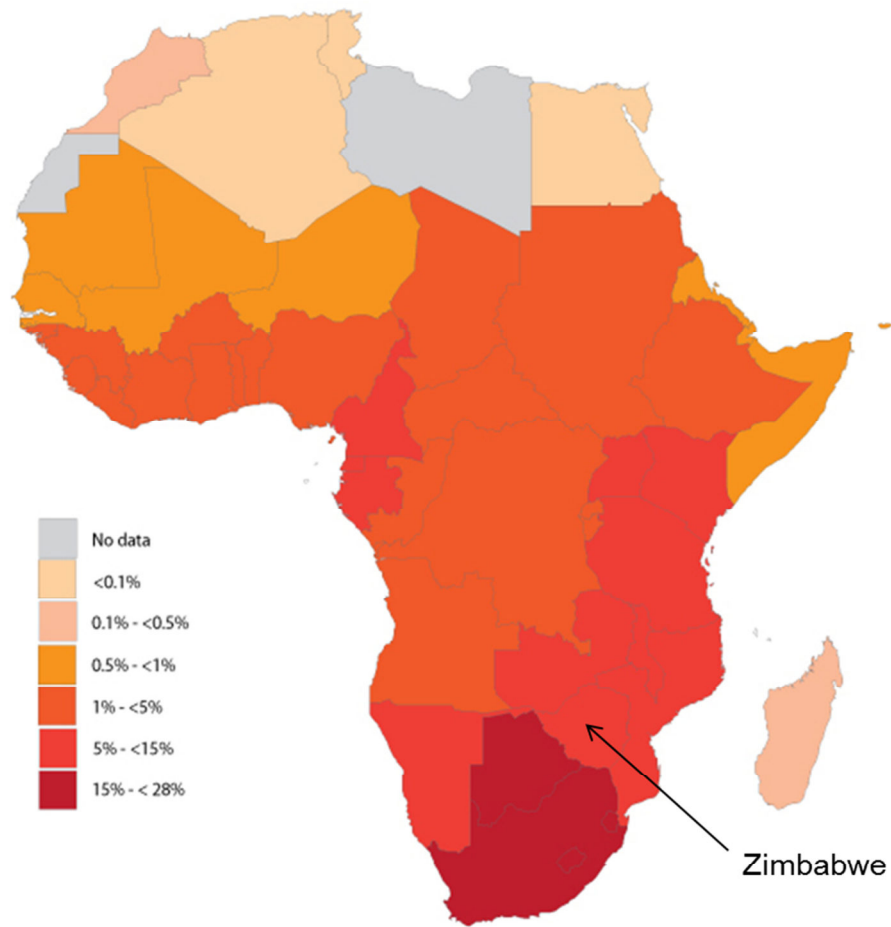 No data
<0.1%
0.1% - <0.5%
0.5% - <1%
1% - <5%
5% - <15%
15% - < 28%
Zimbabwe